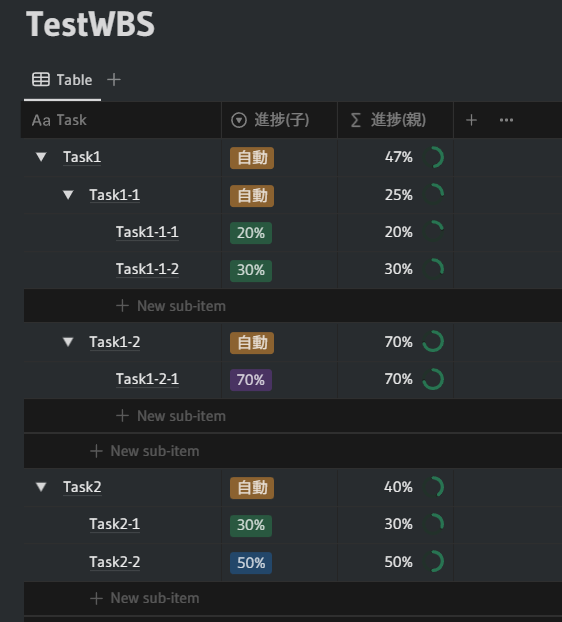 TestWBS
Table +
Aa Task 進捗(子) Σ 進捗(親) + ...
Task1 自動 47%
Task1-1 自動 25%
Task1-1-1 20% 20%
Task1-1-2 30% 30%
+ New sub-item
Task1-2 自動 70%
Task1-2-1 70% 70%
+ New sub-item
+ New sub-item
Task2 自動 40%
Task2-1 30% 30%
Task2-2 50% 50%
+ New sub-item